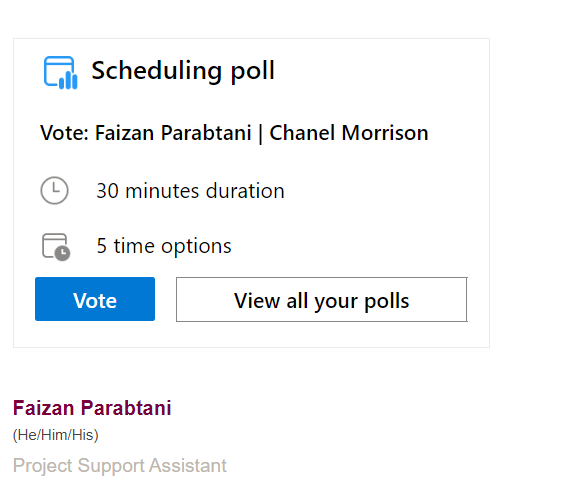 Scheduling poll
Vote: Faizan Parabtani | Chanel Morrison
30 minutes duration
5 time options
Vote
View all your polls
Faizan Parabtani
(He/Him/His)
Project Support Assistant